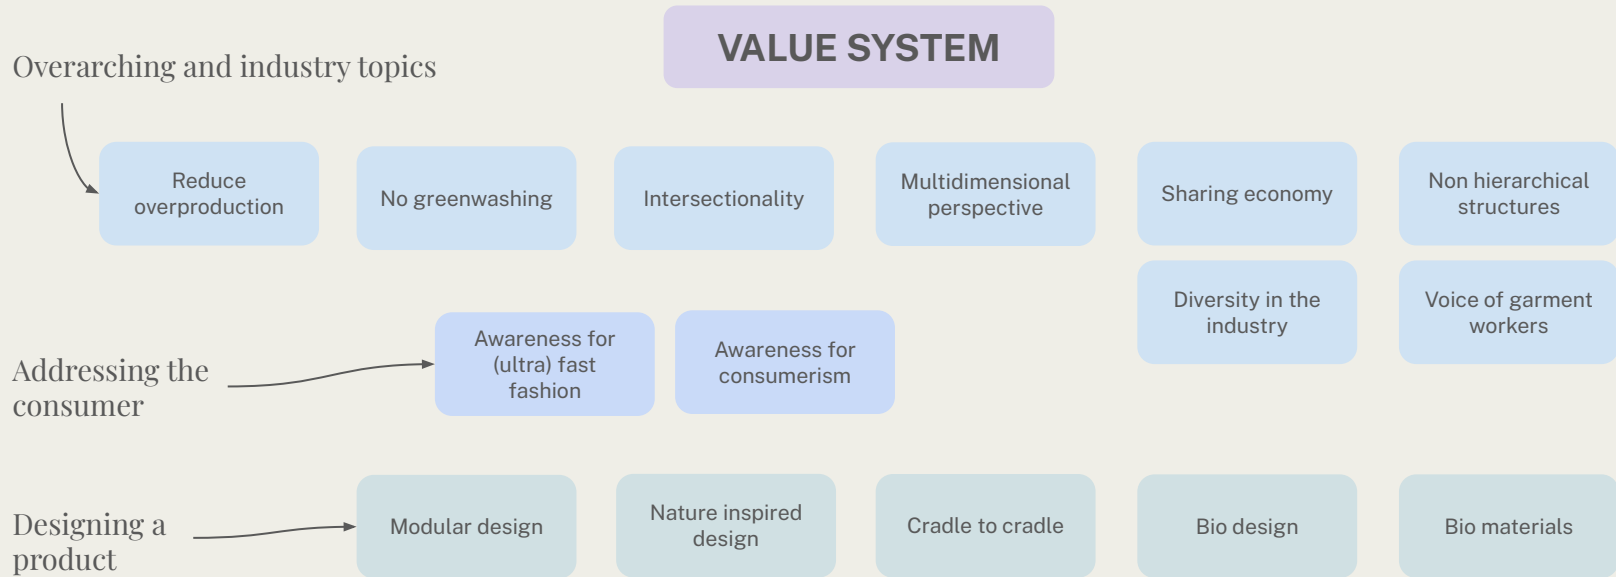 VALUE SYSTEM
Overarching and industry topics
Reduce
overproduction
No greenwashing
Intersectionality
Multidimensional
perspective
Sharing economy
Non hierarchical
structures
Diversity in the
industry
Voice of garment
workers
Addressing the
consumer
Awareness for
(ultra) fast
fashion
Awareness for
consumerism
Designing a
product
Modular design
Nature inspired
design
Cradle to cradle
Bio design
Bio materials